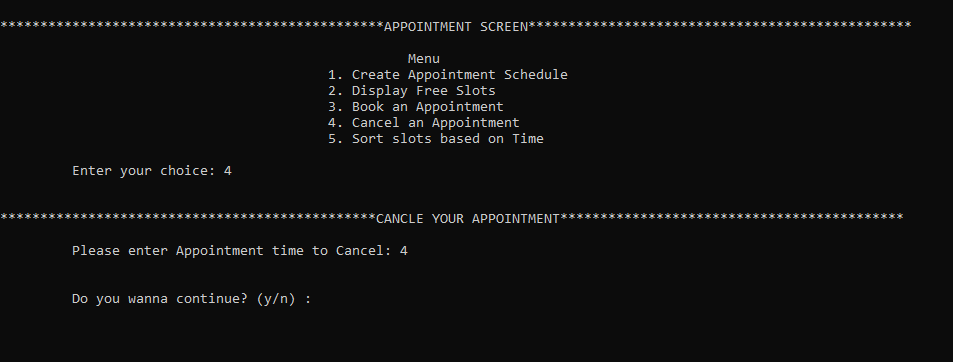 ************************************************APPOINTMENT SCREEN************************************************
Menu
1. Create Appointment Schedule
2. Display Free Slots
3. Book an Appointment
4. Cancel an Appointment
5. Sort slots based on Time
Enter your choice: 4
***********************************************CANCLE YOUR APPOINTMENT*******************************************
Please enter Appointment time to Cancel: 4
Do you wanna continue? (y/n) :